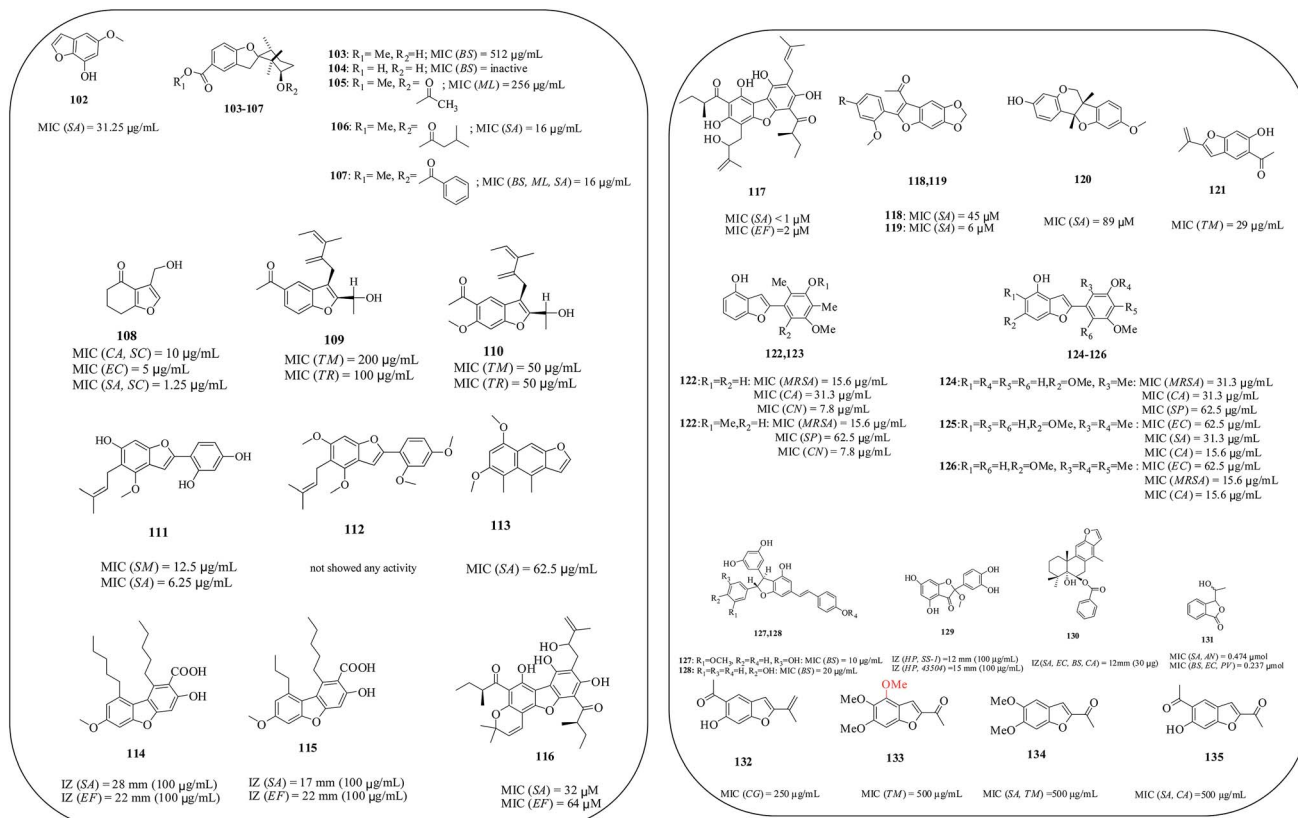 102
MIC (SA) = 31.25 µg/mL
103-107
103: R1= Me, R2=H; MIC (BS) = 512 µg/mL
104: R1= H, R2= H; MIC (BS) = inactive
105: R1= Me, R2= ; MIC (ML) = 256 µg/mL
106: R1= Me, R2= ; MIC (SA) = 16 µg/mL
107: R1= Me, R2= ; MIC (BS, ML, SA) = 16 µg/mL
108
MIC (CA, SC) = 10 µg/mL
MIC (EC) = 5 µg/mL
MIC (SA, SC) = 1.25 µg/mL
109
MIC (TM) = 200 µg/mL
MIC (TR) = 100 µg/mL
110
MIC (TM) = 50 µg/mL
MIC (TR) = 50 µg/mL
111
MIC (SM) = 12.5 µg/mL
MIC (SA) = 6.25 µg/mL
112
not showed any activity
113
MIC (SA) = 62.5 µg/mL
114
IZ (SA) = 28 mm (100 µg/mL)
IZ (EF) = 22 mm (100 µg/mL)
115
IZ (SA) = 17 mm (100 µg/mL)
IZ (EF) = 22 mm (100 µg/mL)
116
MIC (SA) = 32 µM
MIC (EF) = 64 µM
117
MIC (SA) <1 µM
MIC (EF) =2 µM
118,119
118: MIC (SA) = 45 µM
119: MIC (SA) = 6 µM
120
MIC (SA) = 89 µM
121
MIC (TM) = 29 µg/mL
122,123
122:R1=R2=H: MIC (MRSA) = 15.6 µg/mL
MIC (CA) = 31.3 µg/mL
MIC (CN) = 7.8 µg/mL
122:R1=Me,R2=H: MIC (MRSA) = 15.6 µg/mL
MIC (SP) = 62.5 µg/mL
MIC (CN) = 7.8 µg/mL
124-126
124:R1=R4=R5=R6=H,R2=OMe, R3=Me: MIC (MRSA) = 31.3 µg/mL
MIC (CA) = 31.3 µg/mL
MIC (SP) = 62.5 µg/mL
125:R1=R5=R6=H,R2=OMe, R3=R4=Me : MIC (EC) = 62.5 µg/mL
MIC (SA) = 31.3 µg/mL
MIC (CA) = 15.6 µg/mL
126:R1=R6=H,R2=OMe, R3=R4=R5=Me : MIC (EC) = 62.5 µg/mL
MIC (MRSA) = 15.6 µg/mL
MIC (CA) = 15.6 µg/mL
127,128
127: R1=OCH3, R2=R4=H, R3=OH: MIC (BS) = 10 µg/mL
128: R1=R3=R4=H, R2=OH: MIC (BS) = 20 µg/mL
129
IZ (HP, SS-1) =12 mm (100 µg/mL)
IZ (HP, 43504) =15 mm (100 µg/mL)
130
IZ(SA, EC, BS, CA) = 12mm (30 µg)
131
MIC (SA, AN) = 0.474 µmol
MIC (BS, EC, PV) = 0.237 µmol
132
MIC (CG) = 250 µg/mL
133
MIC (TM) = 500 µg/mL
134
MIC (SA, TM) =500 µg/mL
135
MIC (SA, CA) =500 µg/mL